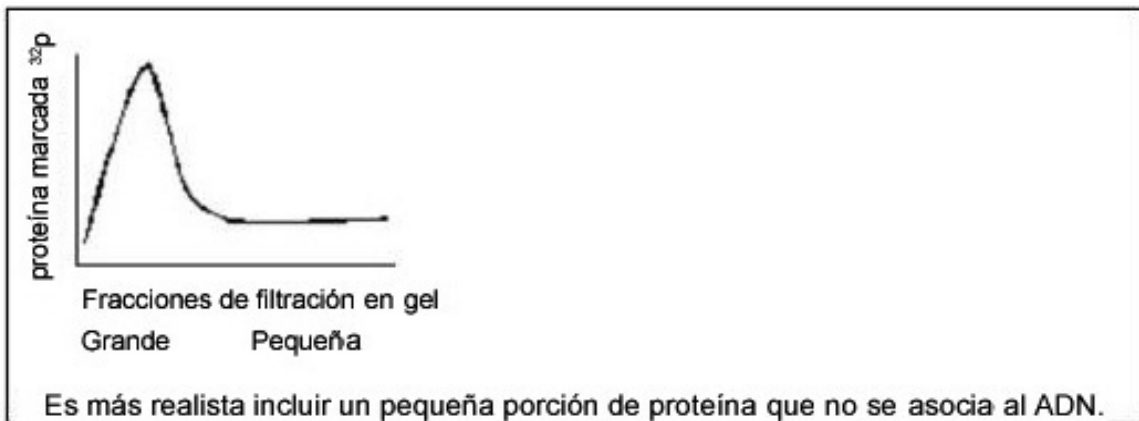 proteína marcada ³²p
Fracciones de filtración en gel
Grande Pequeña
Es más realista incluir un pequeña porción de proteína que no se asocia al ADN.